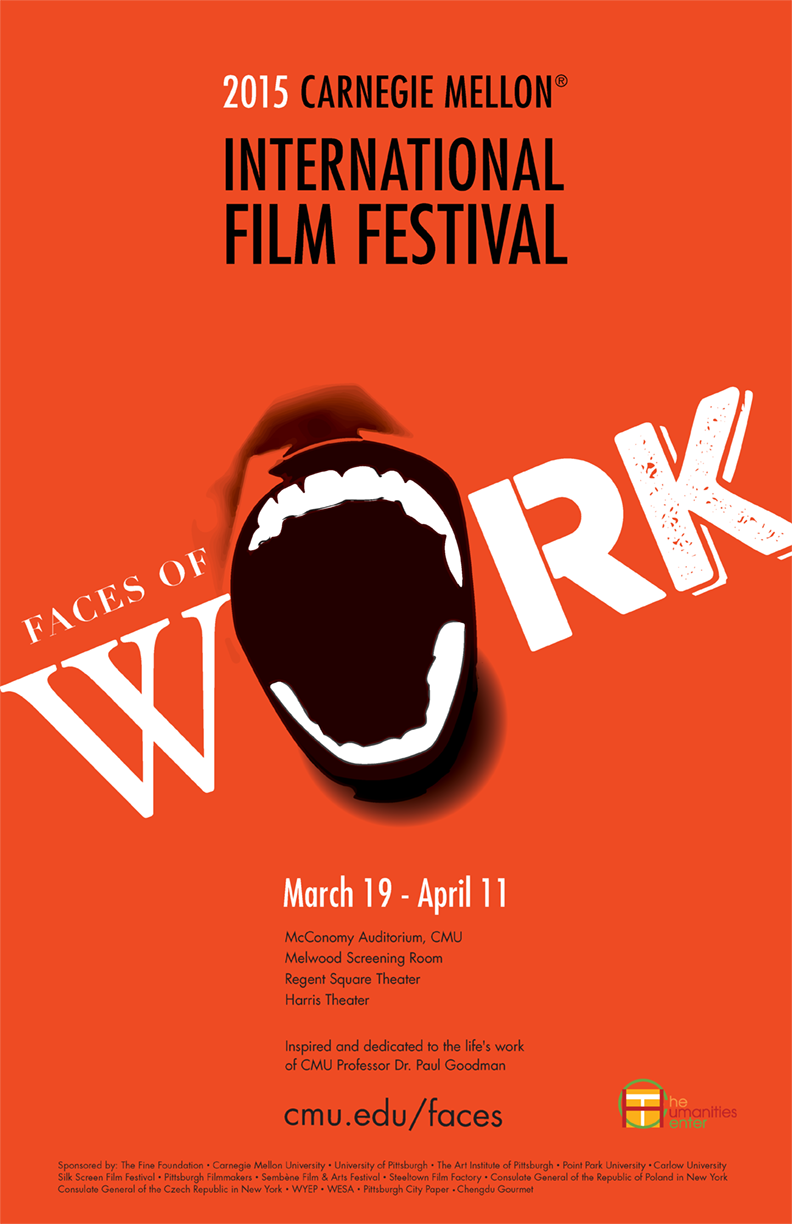 2015 CARNEGIE MELLON®
INTERNATIONAL
FILM FESTIVAL
FACES OF
WORK
March 19 - April 11
McConomy Auditorium, CMU
Melwood Screening Room
Regent Square Theater
Harris Theater
Inspired and dedicated to the life's work
of CMU Professor Dr. Paul Goodman
cmu.edu/faces
The
Humanities
Center
Sponsored by: The Fine Foundation • Carnegie Mellon University • University of Pittsburgh • The Art Institute of Pittsburgh • Point Park University • Carlow University
Silk Screen Film Festival • Pittsburgh Filmmakers • Sembène Film & Arts Festival • Steeltown Film Factory • Consulate General of the Republic of Poland in New York
Consulate General of the Czech Republic in New York • WYEP • WESA • Pittsburgh City Paper • Chengdu Gourmet